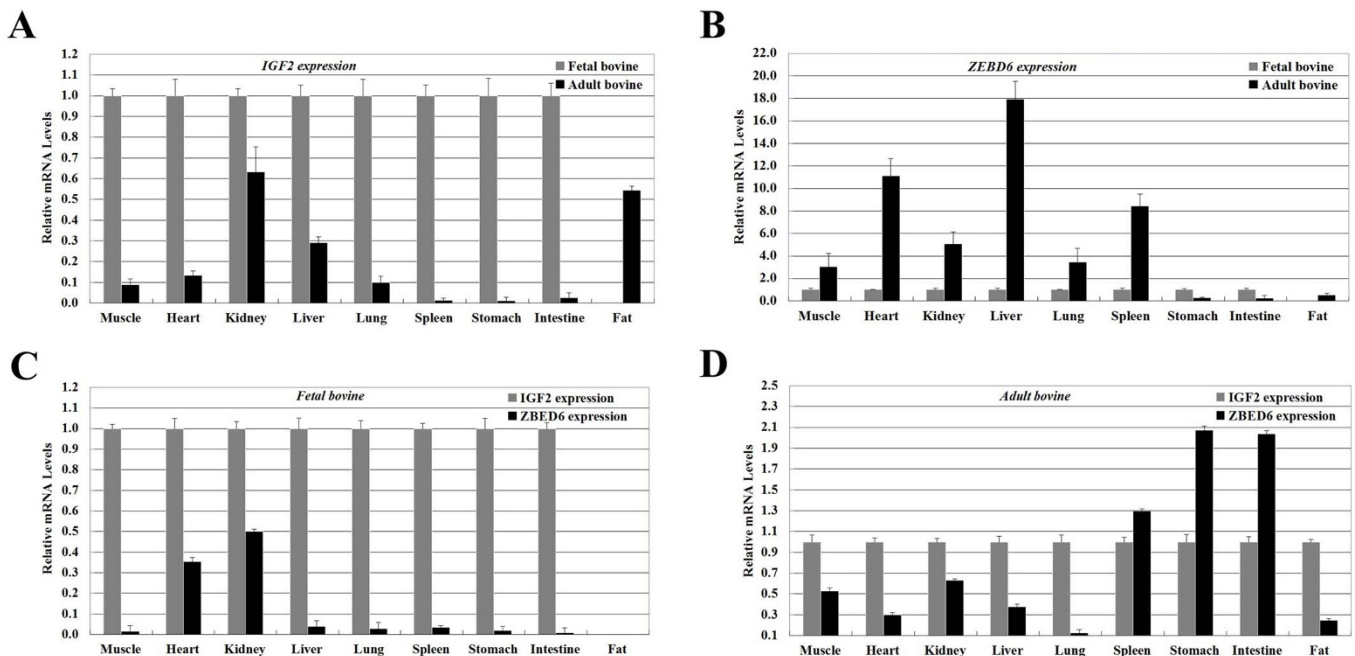 A
IGF2 expression
Fetal bovine
Adult bovine
Relative mRNA Levels
1.2
1.1
1.0
0.9
0.8
0.7
0.6
0.5
0.4
0.3
0.2
0.1
0.0
Muscle Heart Kidney Liver Lung Spleen Stomach Intestine Fat
B
ZEBD6 expression
Fetal bovine
Adult bovine
Relative mRNA Levels
22.0
20.0
18.0
16.0
14.0
12.0
10.0
8.0
6.0
4.0
2.0
0.0
Muscle Heart Kidney Liver Lung Spleen Stomach Intestine Fat
C
Fetal bovine
IGF2 expression
ZBED6 expression
Relative mRNA Levels
1.2
1.1
1.0
0.9
0.8
0.7
0.6
0.5
0.4
0.3
0.2
0.1
0.0
Muscle Heart Kidney Liver Lung Spleen Stomach Intestine Fat
D
Adult bovine
IGF2 expression
ZBED6 expression
Relative mRNA Levels
2.5
2.3
2.1
1.9
1.7
1.5
1.3
1.1
0.9
0.7
0.5
0.3
0.1
Muscle Heart Kidney Liver Lung Spleen Stomach Intestine Fat